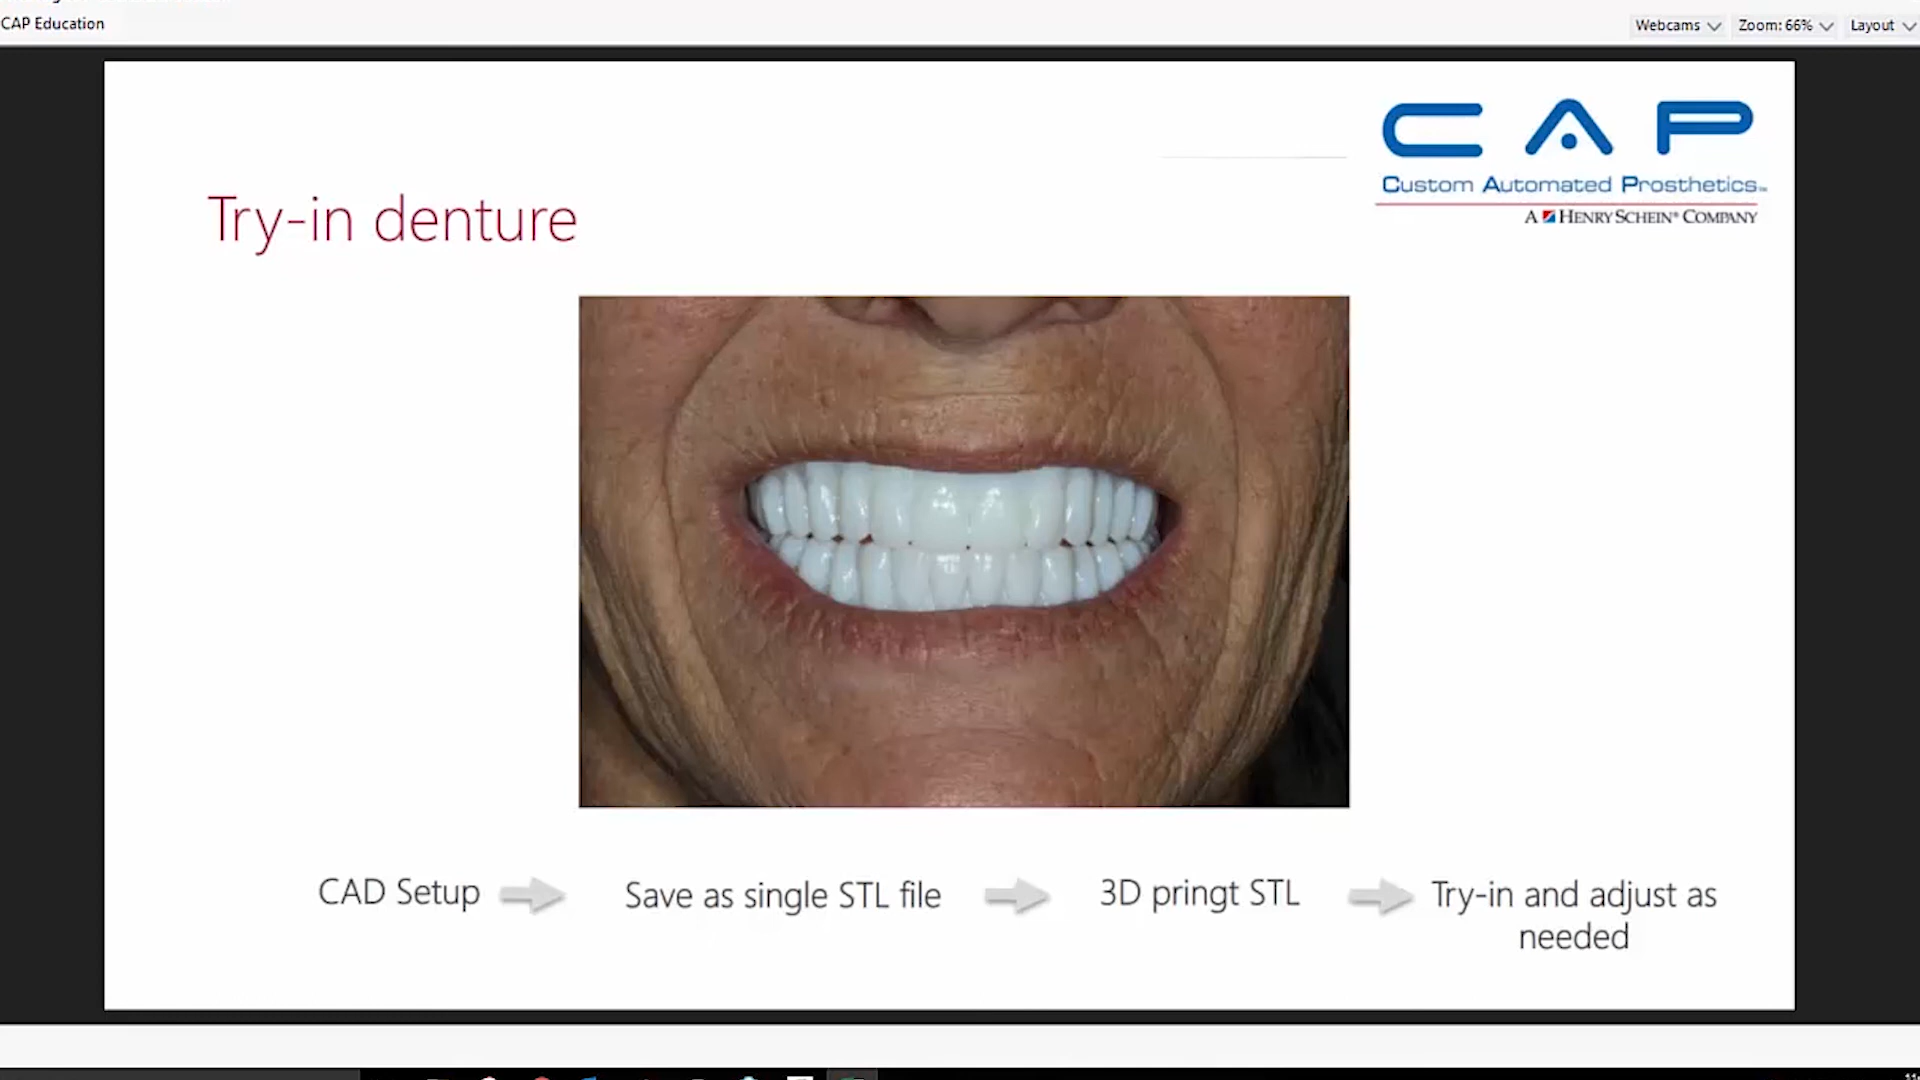 CAP Education
Webcams
Zoom: 66%
Layout
CAP
Custom Automated Prosthetics
A HENRY SCHEIN® COMPANY
Try-in denture
CAD Setup
Save as single STL file
3D pringt STL
Try-in and adjust as
needed